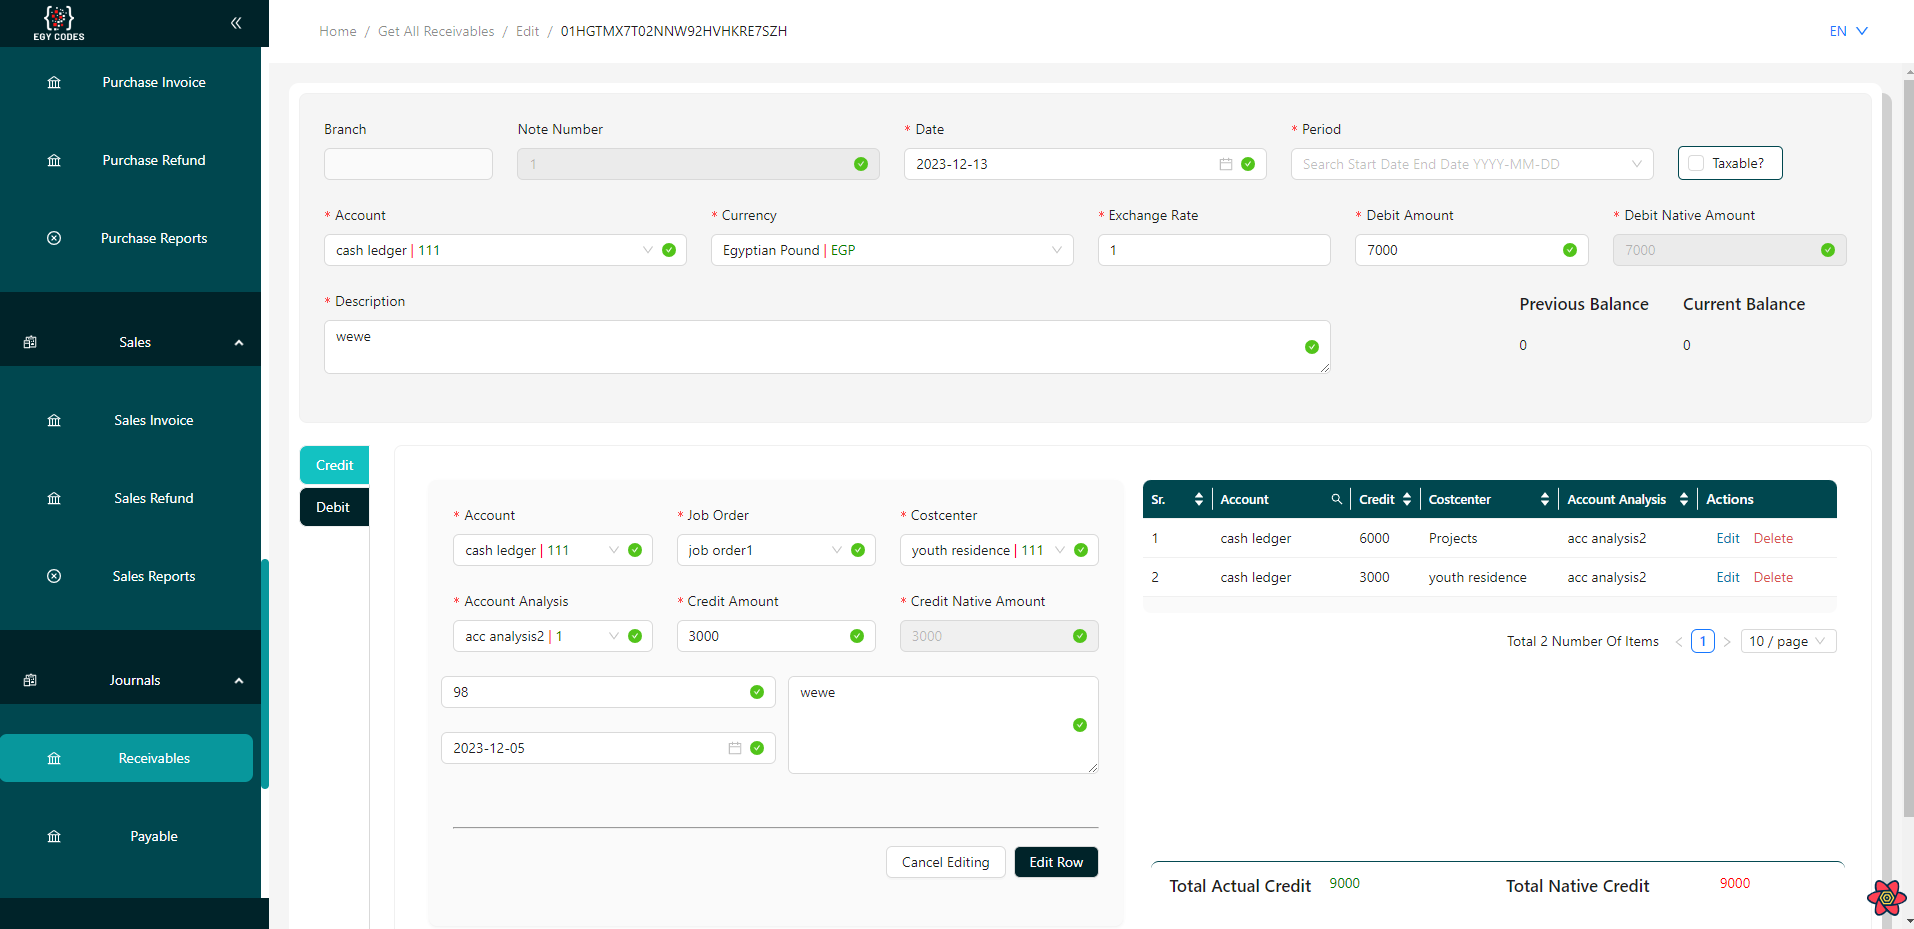 EGY CODES
Home / Get All Receivables / Edit / 01HGTMX7T02NNW92HVHKRE7SZH
EN
Purchase Invoice
Purchase Refund
Purchase Reports
Sales
Sales Invoice
Sales Refund
Sales Reports
Journals
Receivables
Payable
Branch
Note Number
* Date
* Period
1
2023-12-13
Search Start Date End Date YYYY-MM-DD
Taxable?
* Account
* Currency
* Exchange Rate
* Debit Amount
* Debit Native Amount
cash ledger | 111
Egyptian Pound | EGP
1
7000
7000
* Description
Previous Balance
Current Balance
wewe
0
0
Credit
Debit
* Account
* Job Order
* Costcenter
cash ledger | 111
job order1
youth residence | 111
* Account Analysis
* Credit Amount
* Credit Native Amount
acc analysis2 | 1
3000
3000
98
wewe
2023-12-05
Cancel Editing
Edit Row
Sr. Account Credit Costcenter Account Analysis Actions
1 cash ledger 6000 Projects acc analysis2 Edit Delete
2 cash ledger 3000 youth residence acc analysis2 Edit Delete
Total 2 Number Of Items < 1 > 10 / page
Total Actual Credit 9000
Total Native Credit 9000